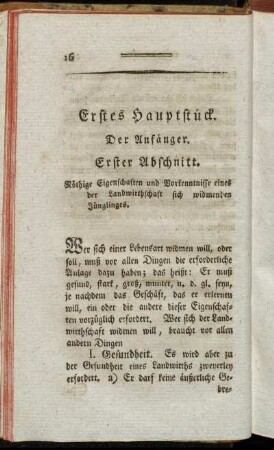 16
Erstes Hauptstück.
Der Anfänger.
Erster Abschnitt.
Nöthige Eigenschaften und Vorkenntnisse eines
der Landwirthschaft sich widmenden
Jünglinges.
Wer sich einer Lebensart widmen will, oder
soll, muß vor allen Dingen die erforderliche
Anlage dazu haben; das heißt: Er muß
gesund, stark, groß, munter, u. d. gl. seyn,
je nachdem das Geschäft, das er erlernen
will, ein oder die andere dieser Eigenschaf-
ten vorzüglich erfordert. Wer sich der Land-
wirthschaft widmen will, braucht vor allen
andern Dingen
1. Gesundheit. Es wird aber zu
der Gesundheit eines Landwirths zweyerley
erfordert. a) Er darf keine äußerliche Ge-
bre-